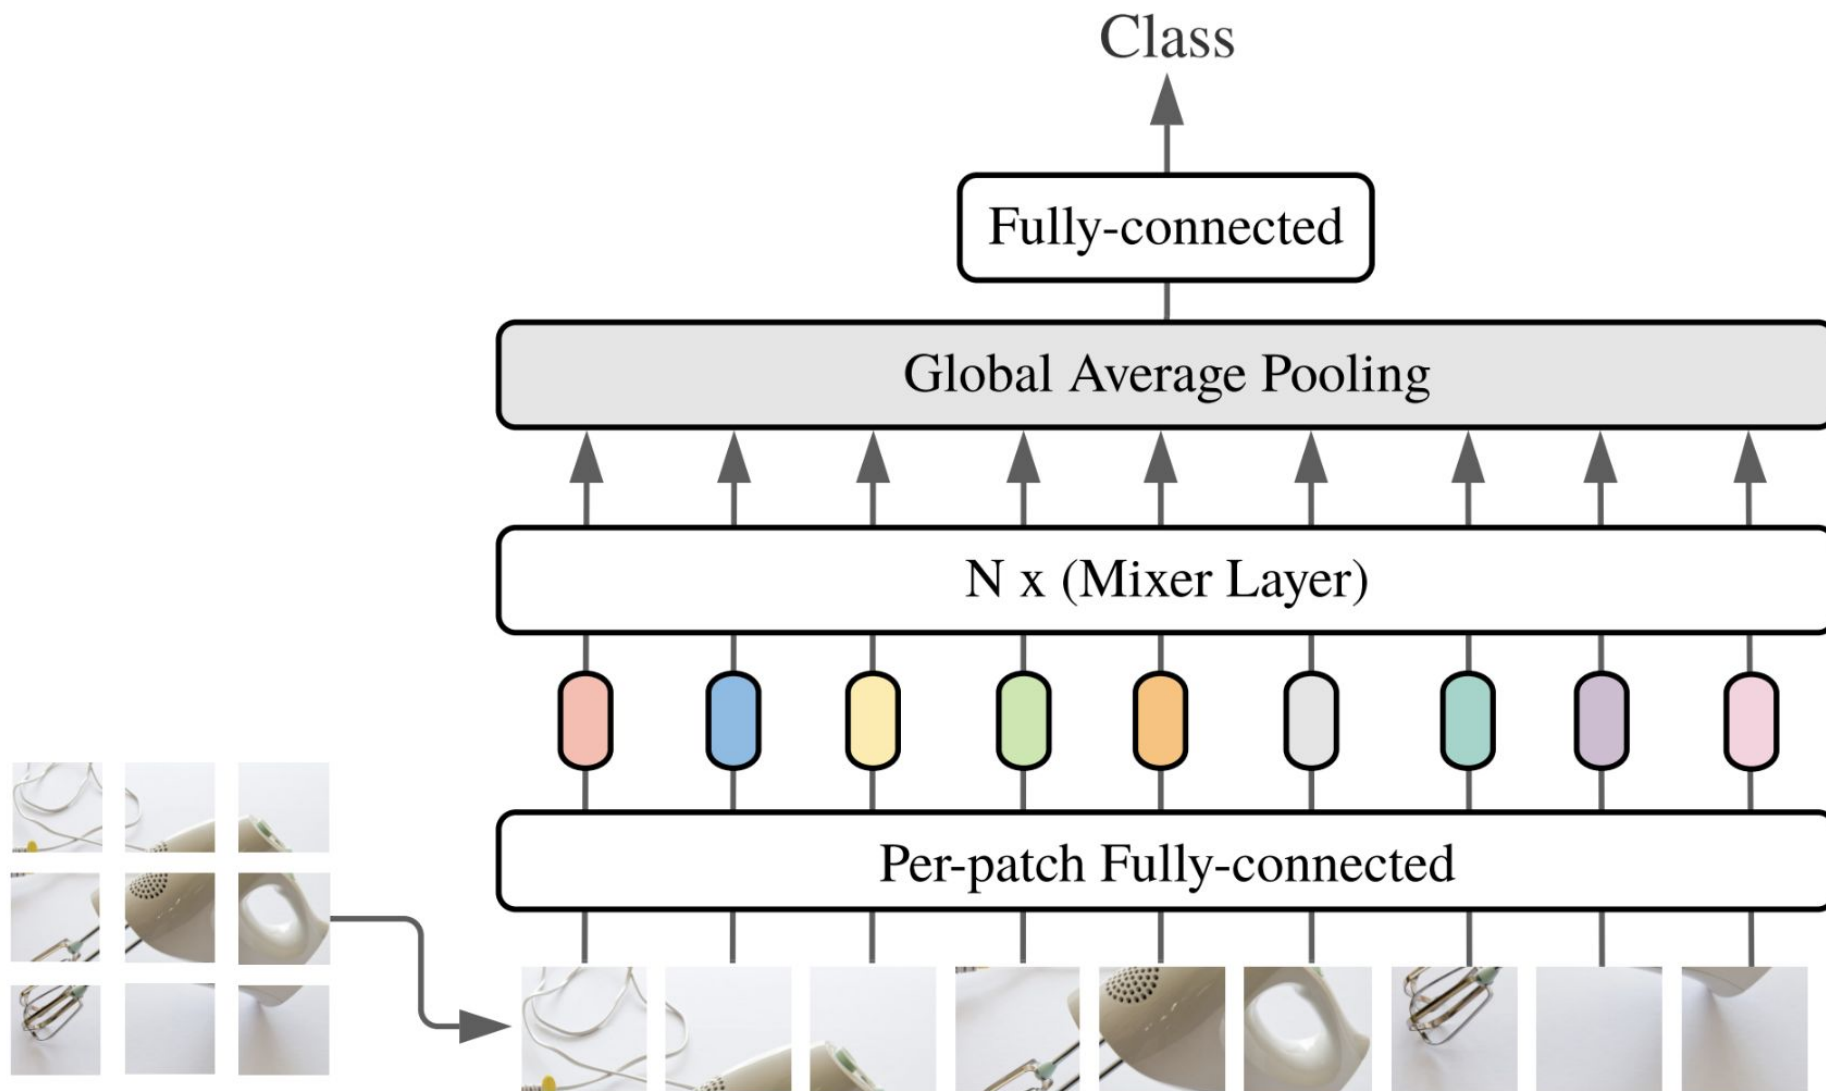 Class
Fully-connected
Global Average Pooling
N x (Mixer Layer)
Per-patch Fully-connected